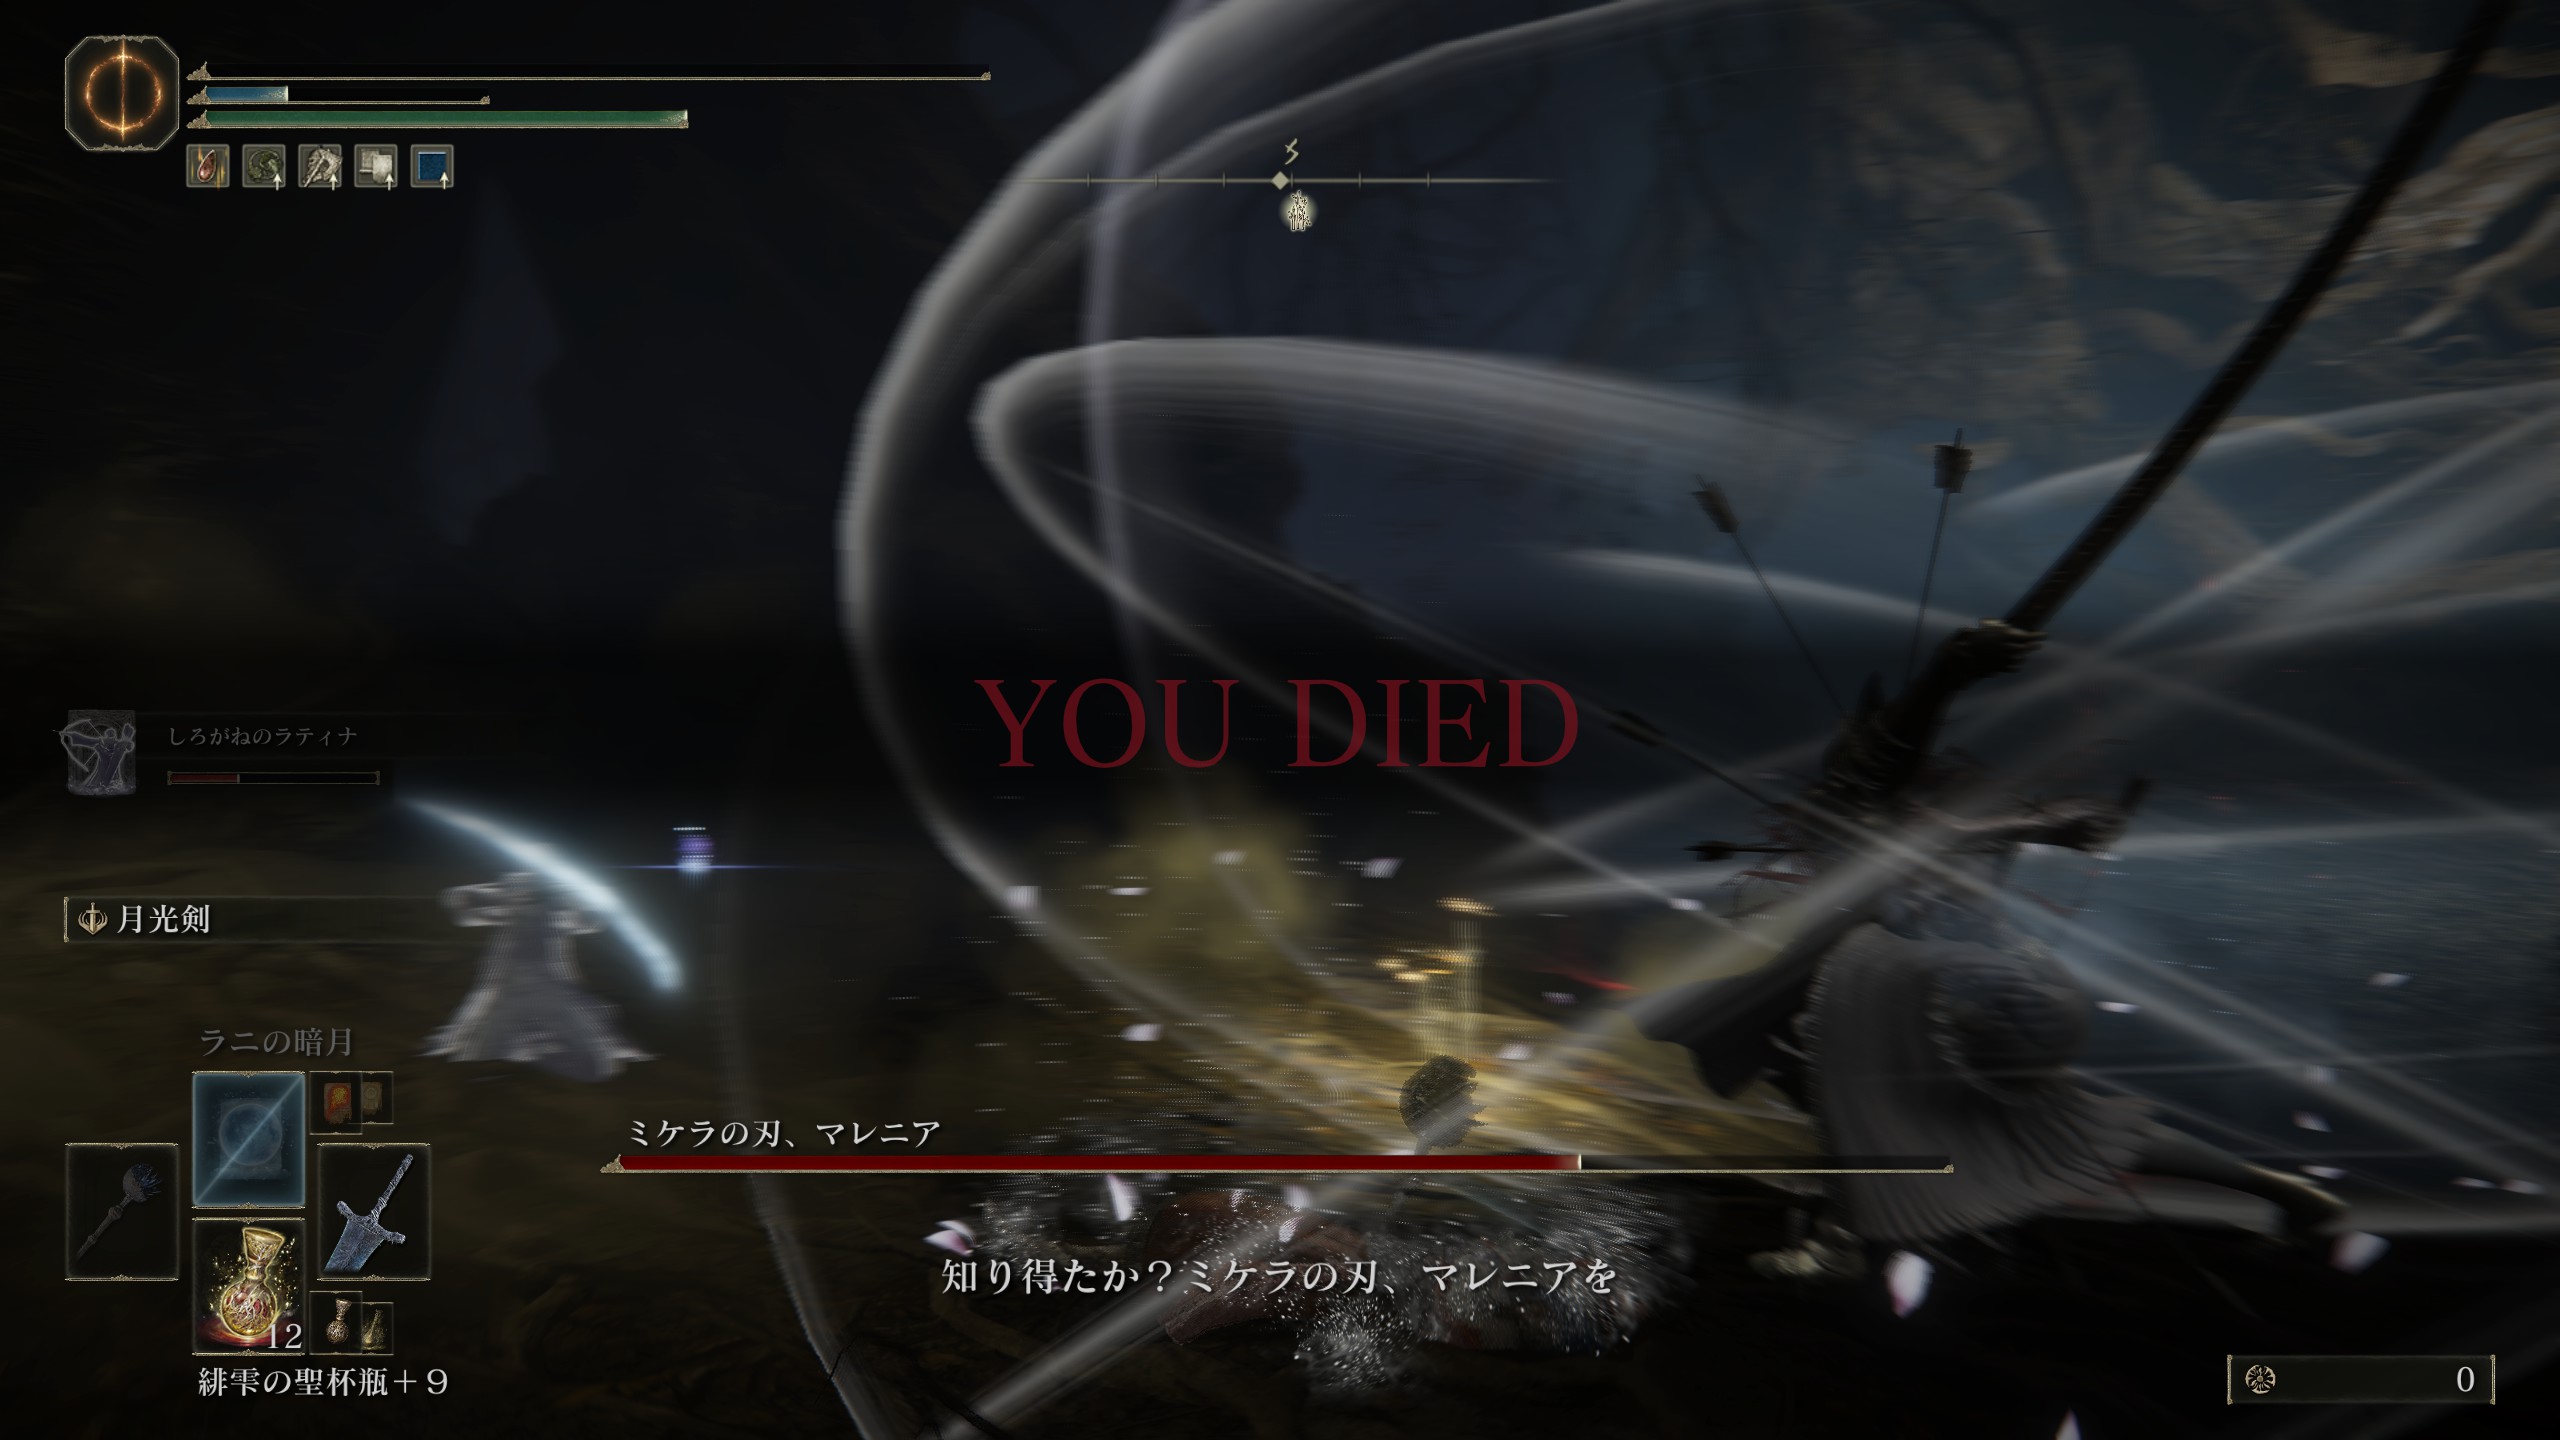 YOU DIED
しろがねのラティナ
月光剣
ラニの暗月
ミケラの刃、マレニア
知り得たか？ミケラの刃、マレニアを
12
緋雫の聖杯瓶＋９
0